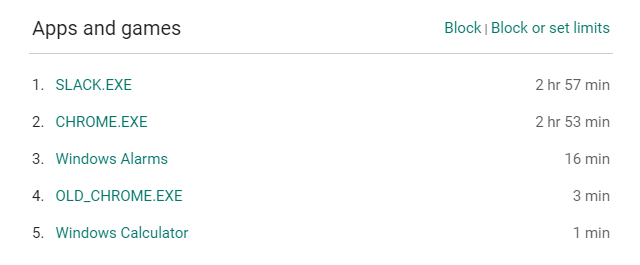 Apps and games Block | Block or set limits
1. SLACK.EXE 2 hr 57 min
2. CHROME.EXE 2 hr 53 min
3. Windows Alarms 16 min
4. OLD_CHROME.EXE 3 min
5. Windows Calculator 1 min